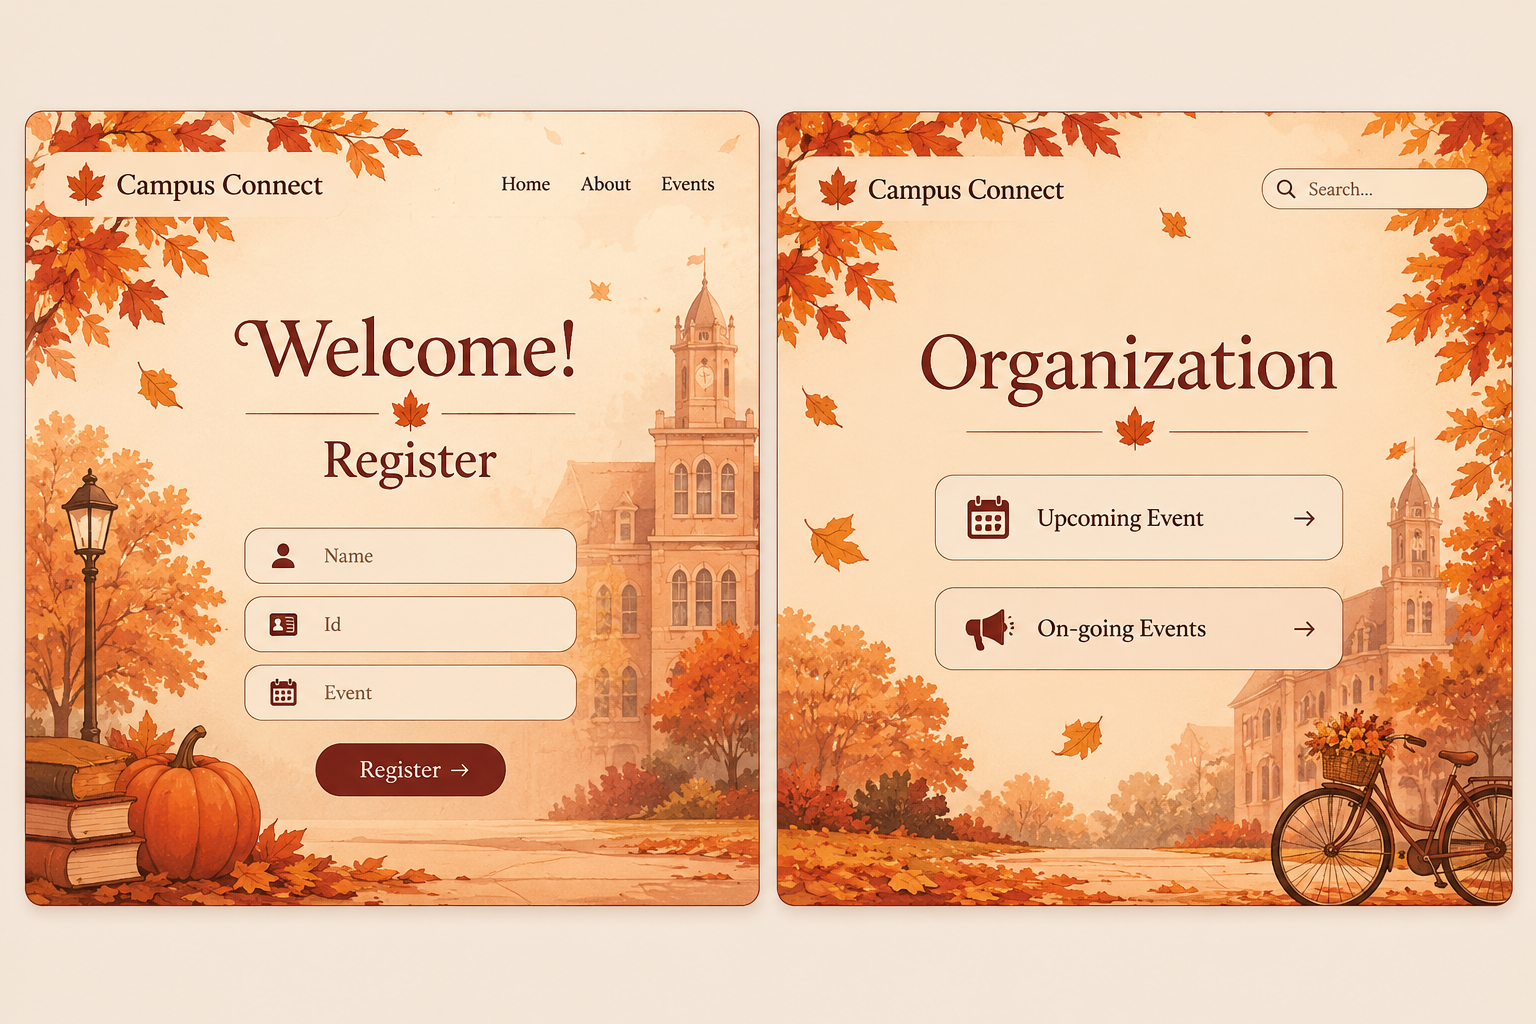 Campus Connect
Home About Events
Welcome!
Register
Name
Id
Event
Register →
Campus Connect
Search...
Organization
Upcoming Event →
On-going Events →